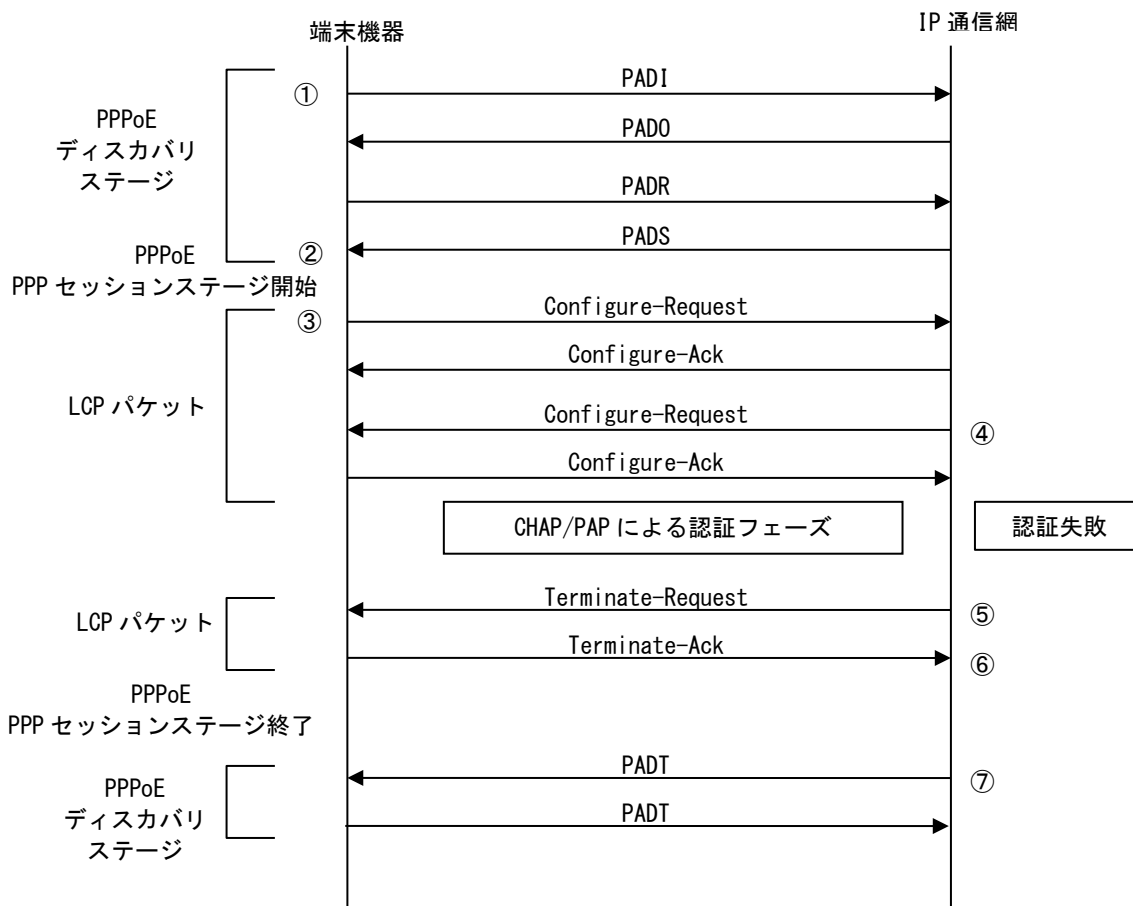 端末機器
IP 通信網
①
PADI
PPPoE
ディスカバリ
ステージ
PADO
PADR
PADS
②
PPPoE
PPP セッションステージ開始
③
Configure-Request
Configure-Ack
LCP パケット
Configure-Request
④
Configure-Ack
CHAP/PAP による認証フェーズ
認証失敗
Terminate-Request
⑤
LCP パケット
Terminate-Ack
⑥
PPPoE
PPP セッションステージ終了
PADT
⑦
PPPoE
ディスカバリ
ステージ
PADT